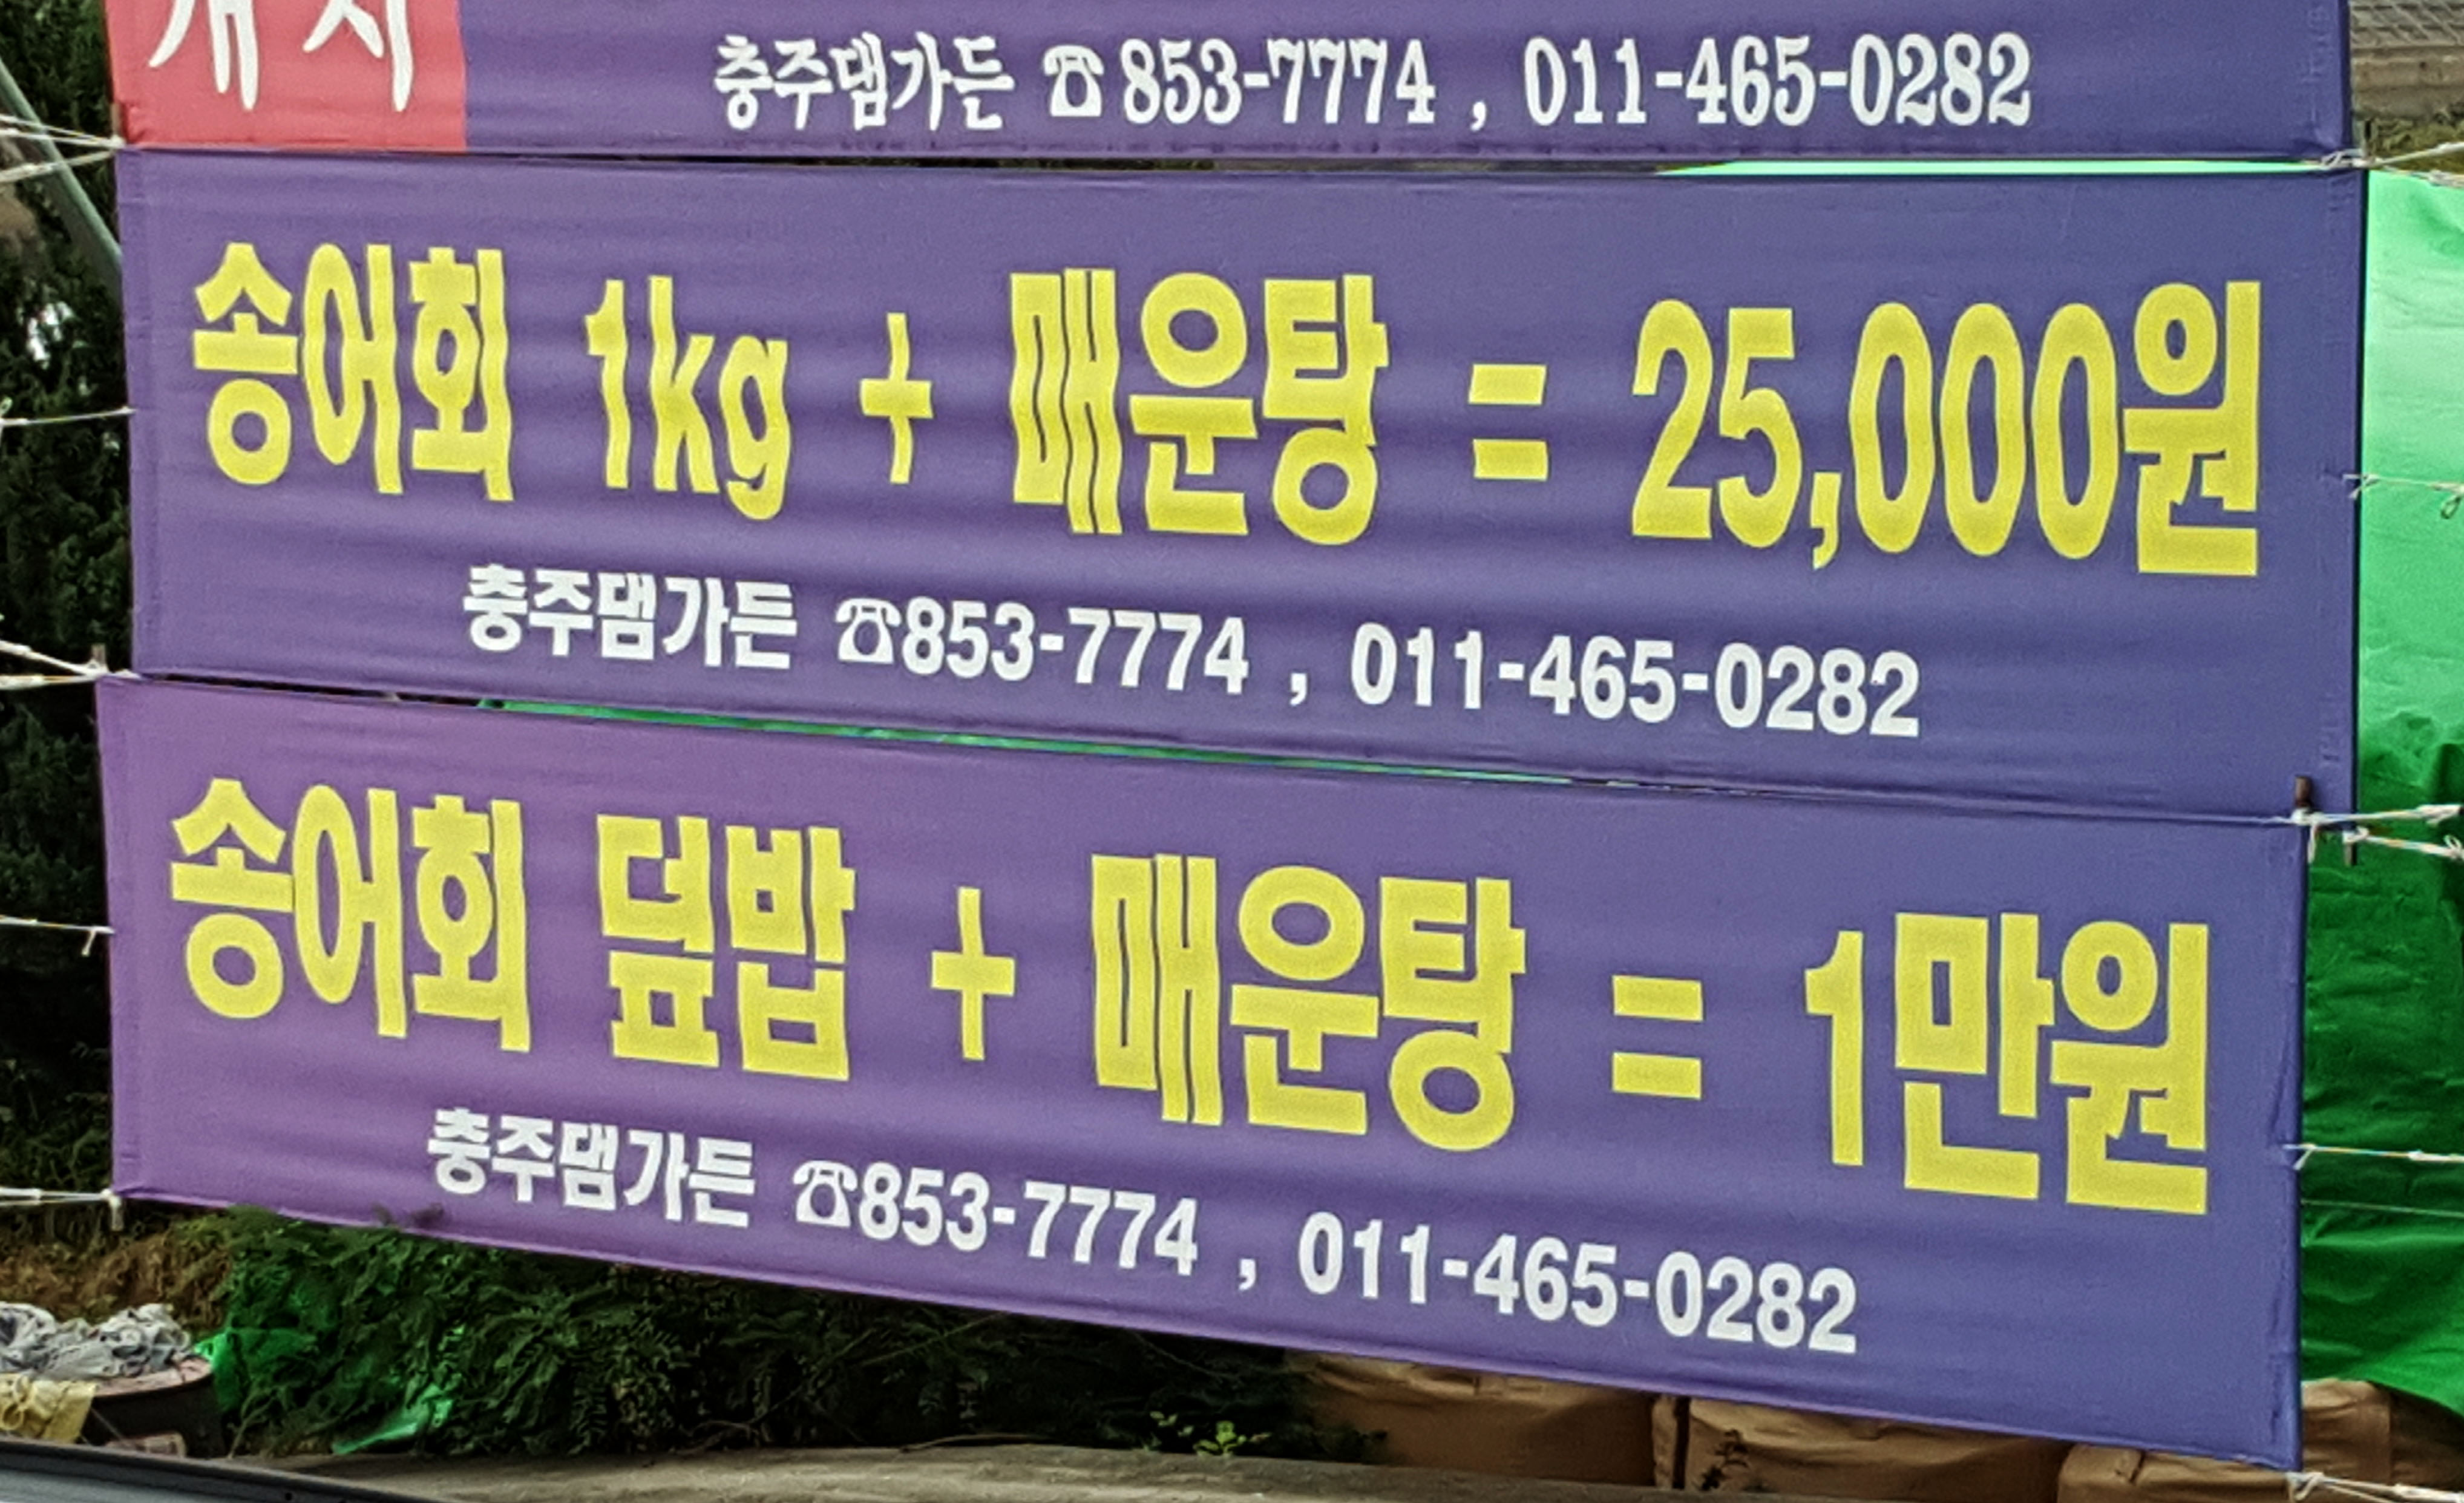 개시
충주댐가든 ☎853-7774 , 011-465-0282
송어회 1kg + 매운탕 = 25,000원
충주댐가든 ☎853-7774 , 011-465-0282
송어회 덮밥 + 매운탕 = 1만원
충주댐가든 ☎853-7774 , 011-465-0282